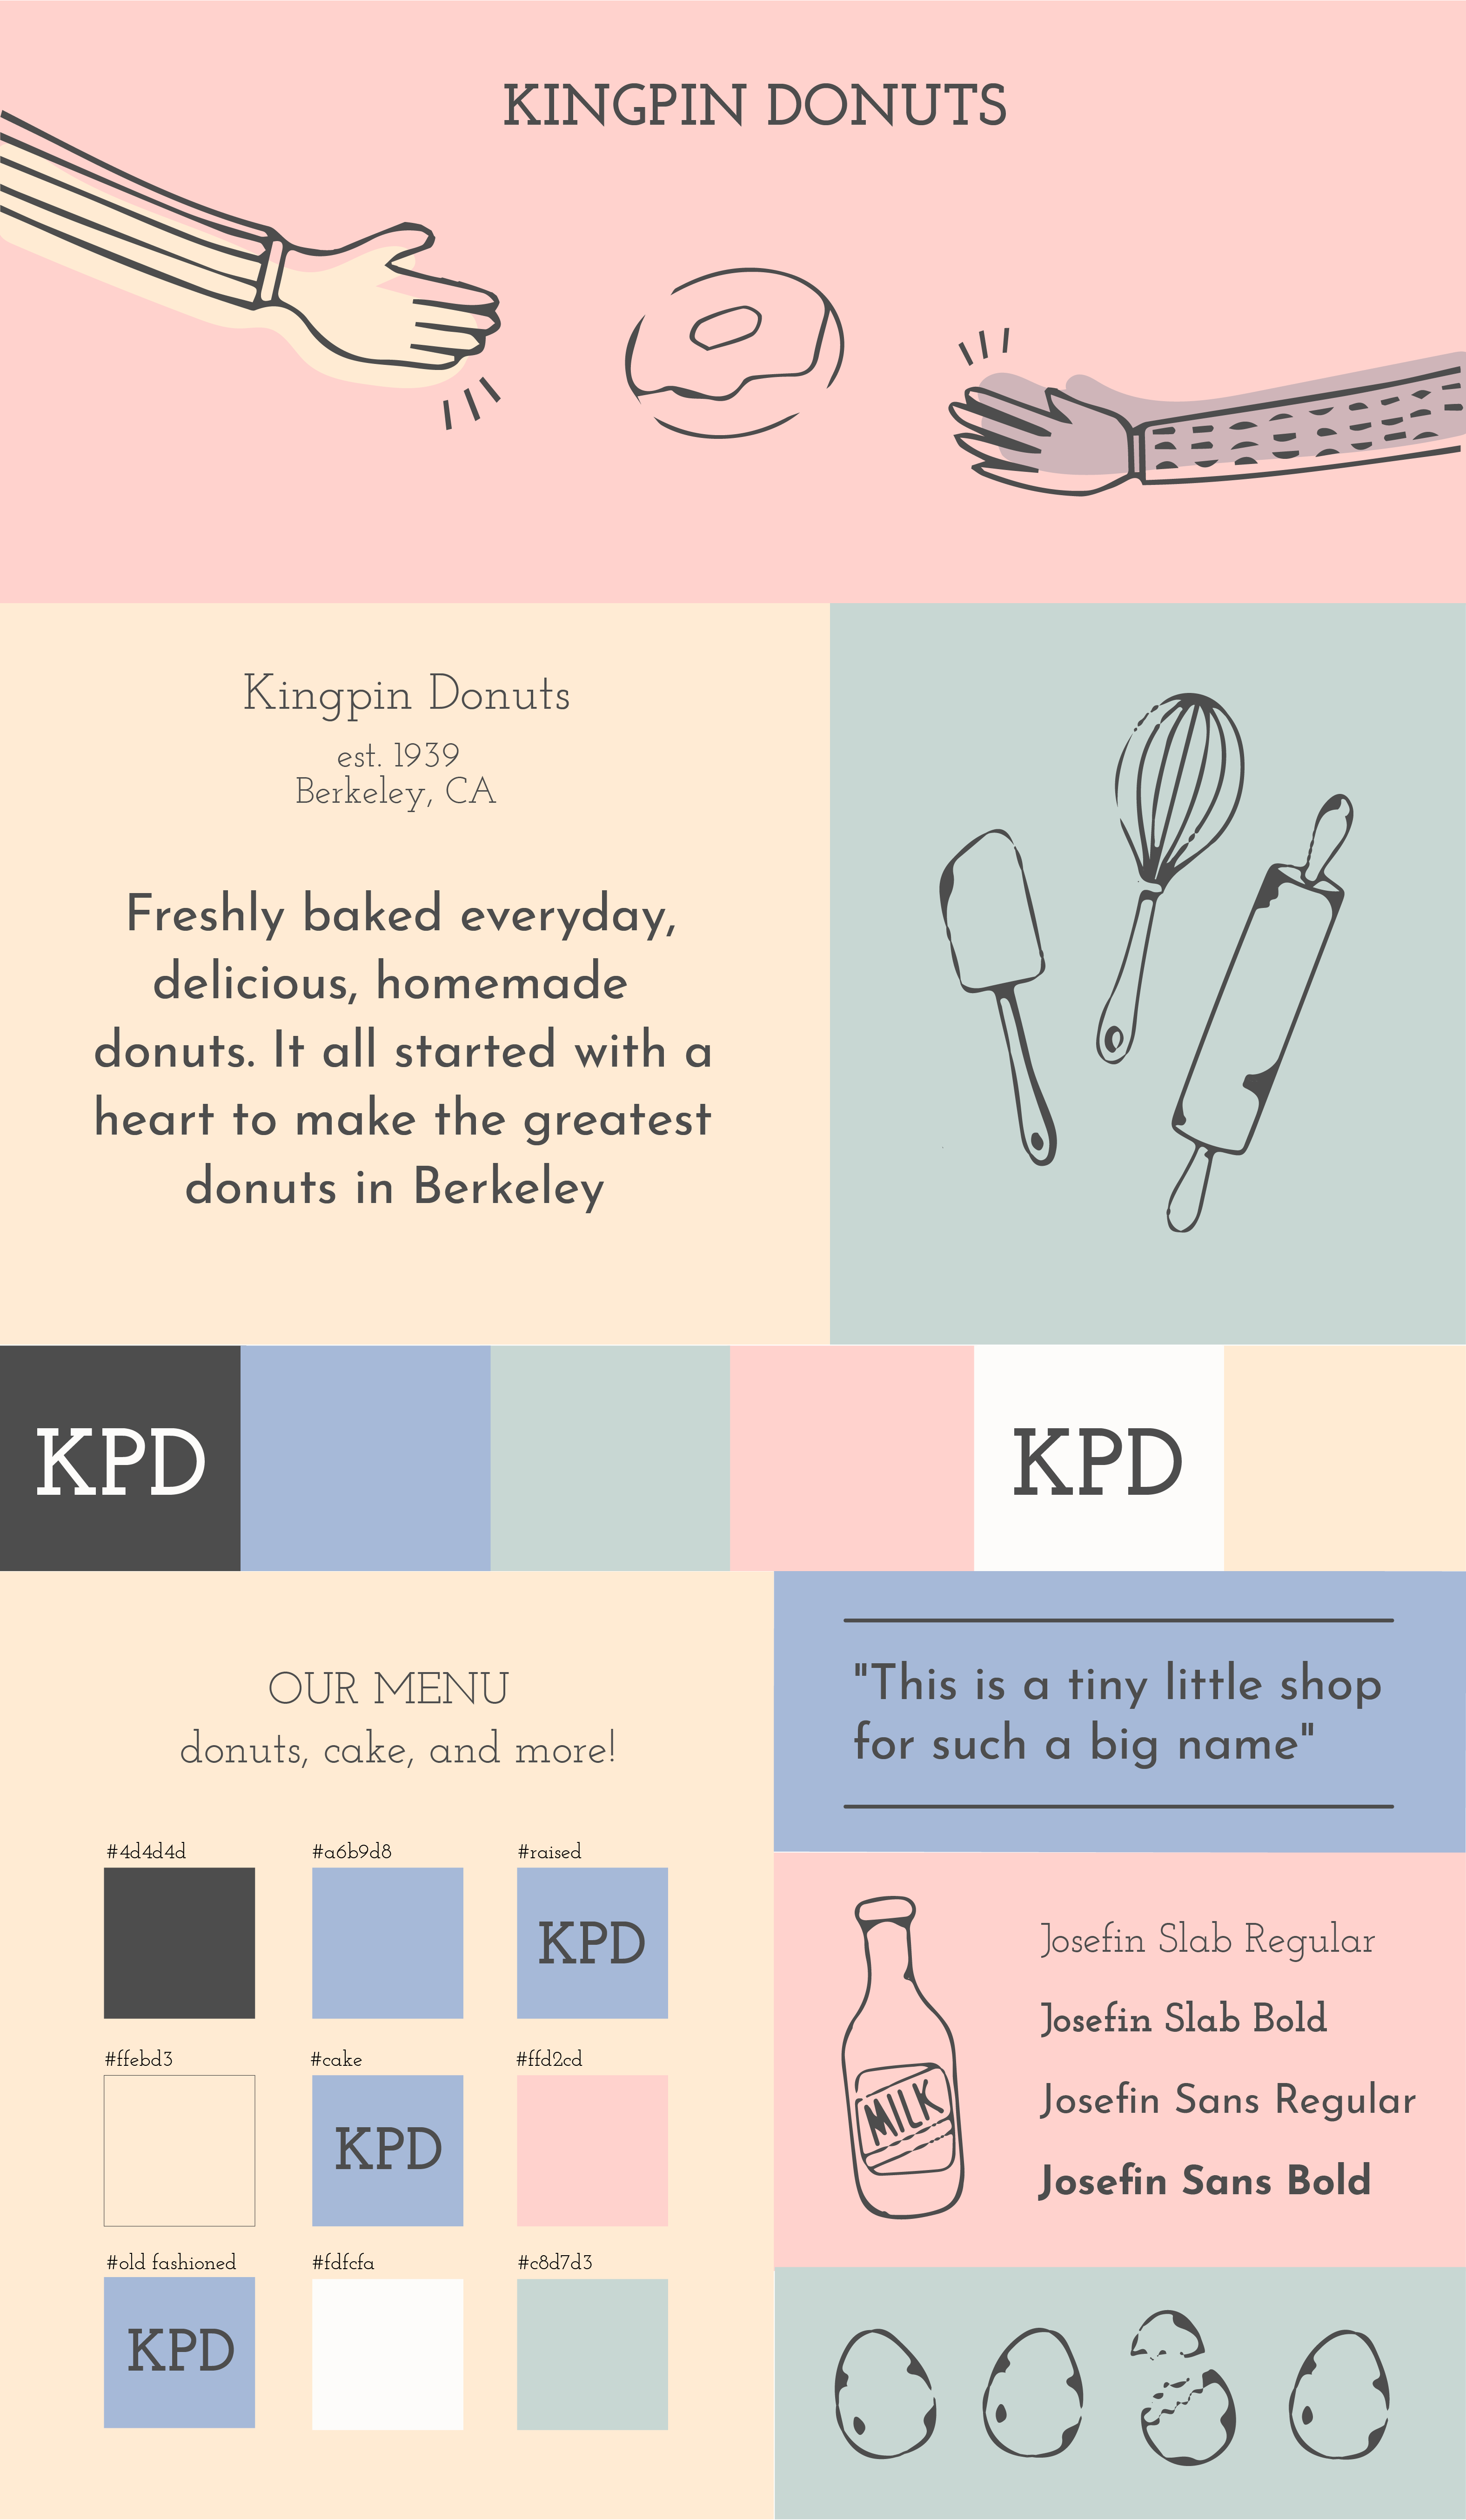 KINGPIN DONUTS
Kingpin Donuts
est. 1939
Berkeley, CA
Freshly baked everyday,
delicious, homemade
donuts. It all started with a
heart to make the greatest
donuts in Berkeley
KPD
KPD
OUR MENU
donuts, cake, and more!
#4d4d4d
#a6b9d8
#raised
KPD
#ffebd3
#cake
#ffd2cd
KPD
#old fashioned
#fdfcfa
#c8d7d3
KPD
"This is a tiny little shop
for such a big name"
MILK
Josefin Slab Regular
Josefin Slab Bold
Josefin Sans Regular
Josefin Sans Bold